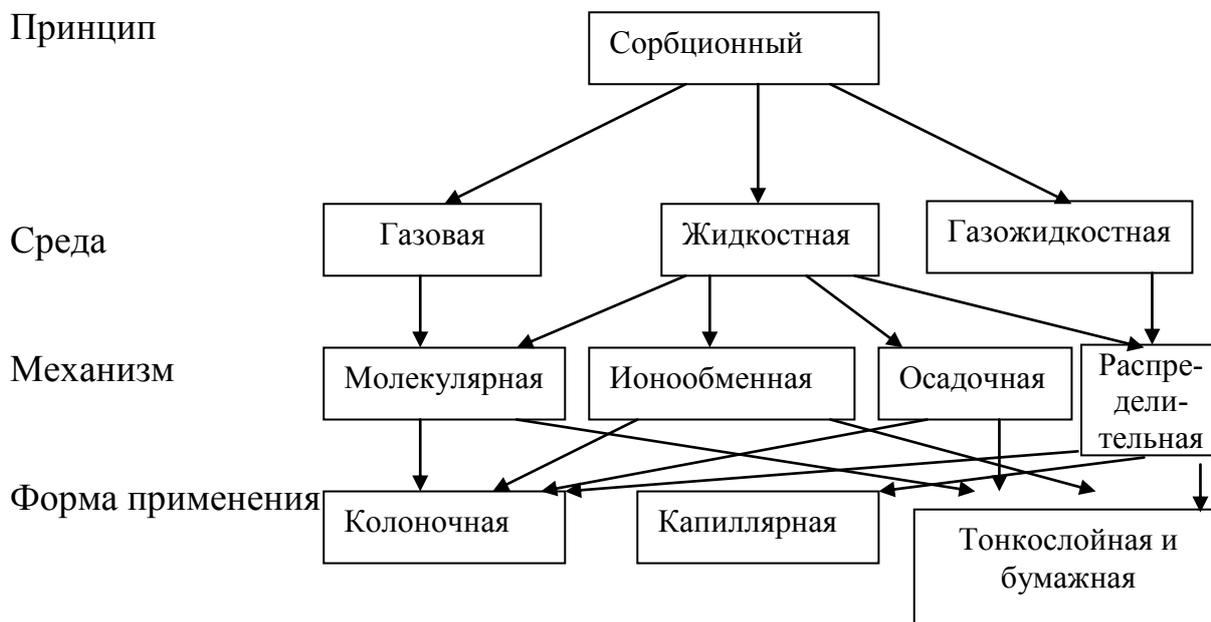 Принцип
Сорбционный
Среда
Газовая
Жидкостная
Газожидкостная
Механизм
Молекулярная
Ионообменная
Осадочная
Распре-
дели-
тельная
Форма применения
Колоночная
Капиллярная
Тонкослойная и
бумажная